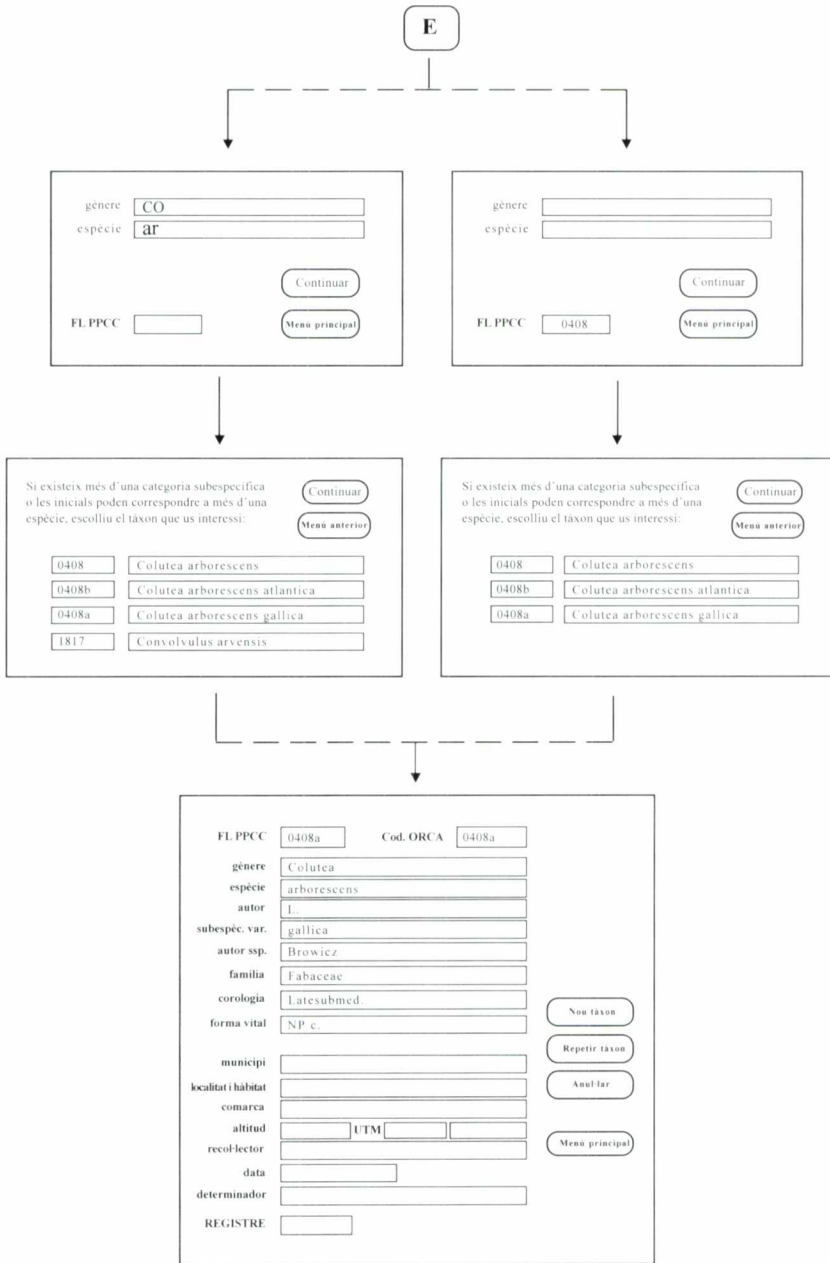 E
gènere CO
espècie ar
Continuar
FL PPCC Menú principal
gènere
espècie
Continuar
FL PPCC 0408 Menú principal
Si existeix més d'una categoria subespecífica
o les inicials poden correspondre a més d'una
espècie, escolliu el tàxon que us interessi:
Continuar
Menú anterior
0408 Colutea arborescens
0408b Colutea arborescens atlantica
0408a Colutea arborescens gallica
1817 Convolvulus arvensis
Si existeix més d'una categoria subespecífica
o les inicials poden correspondre a més d'una
espècie, escolliu el tàxon que us interessi:
Continuar
Menú anterior
0408 Colutea arborescens
0408b Colutea arborescens atlantica
0408a Colutea arborescens gallica
FL PPCC 0408a Cod. ORCA 0408a
gènere Colutea
espècie arborescens
autor L.
subespèc. var. gallica
autor ssp. Browicz
família Fabaceae
corologia Latesubmed.
forma vital NP c.
municipi
localitat i hàbitat
comarca
altitud UTM
recol·lector
data
determinador
REGISTRE
Nou tàxon
Repetir tàxon
Anul·lar
Menú principal